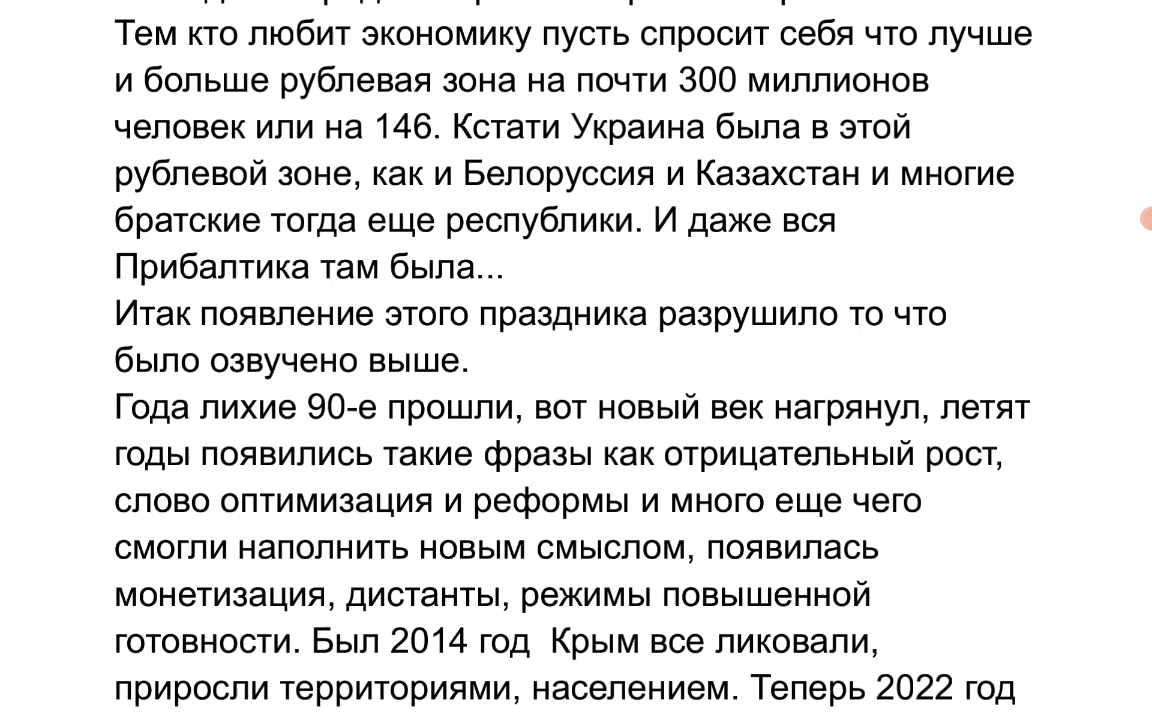 Тем кто любит экономику пусть спросит себя что лучше
и больше рублевая зона на почти 300 миллионов
человек или на 146. Кстати Украина была в этой
рублевой зоне, как и Белоруссия и Казахстан и многие
братские тогда еще республики. И даже вся
Прибалтика там была...
Итак появление этого праздника разрушило то что
было озвучено выше.
Года лихие 90-е прошли, вот новый век нагрянул, летят
годы появились такие фразы как отрицательный рост,
слово оптимизация и реформы и много еще чего
смогли наполнить новым смыслом, появилась
монетизация, дистанты, режимы повышенной
готовности. Был 2014 год  Крым все ликовали,
приросли территориями, населением. Теперь 2022 год